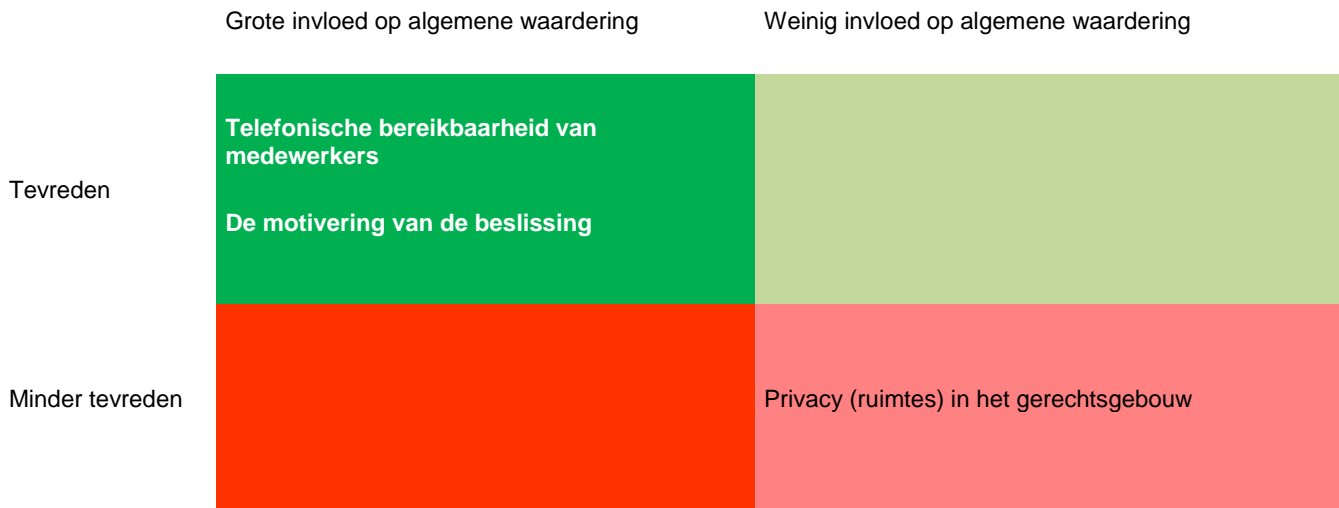 Grote invloed op algemene waardering
Weinig invloed op algemene waardering
Tevreden
Telefonische bereikbaarheid van
medewerkers
De motivering van de beslissing
Minder tevreden
Privacy (ruimtes) in het gerechtsgebouw